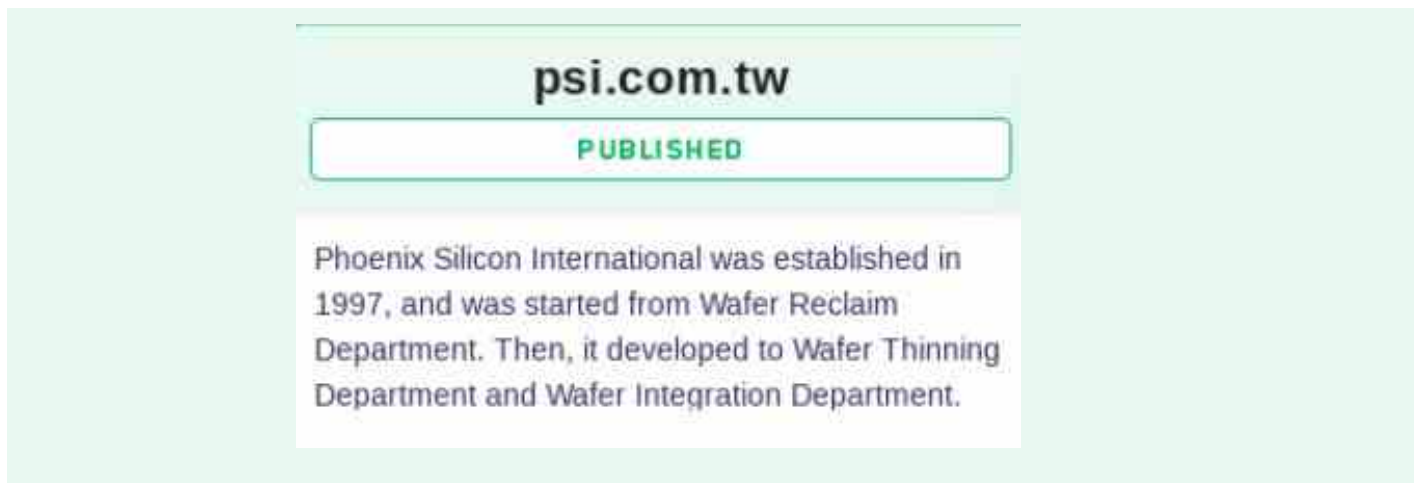 psi.com.tw
PUBLISHED
Phoenix Silicon International was established in
1997, and was started from Wafer Reclaim
Department. Then, it developed to Wafer Thinning
Department and Wafer Integration Department.